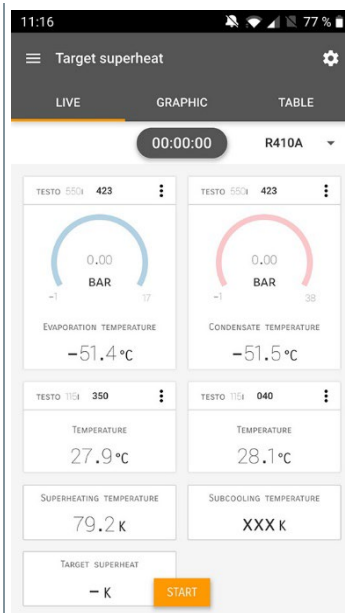 11:16 77 %
Target superheat
LIVE GRAPHIC TABLE
00:00:00 R410A
TESTO 550i 423 TESTO 550i 423
0.00 0.00
BAR BAR
-1 17 -1 38
EVAPORATION TEMPERATURE CONDENSATE TEMPERATURE
-51.4 °C -51.5 °C
TESTO 115i 350 TESTO 115i 040
TEMPERATURE TEMPERATURE
27.9 °C 28.1 °C
SUPERHEATING TEMPERATURE SUBCOOLING TEMPERATURE
79.2 K XXX K
TARGET SUPERHEAT
– K START